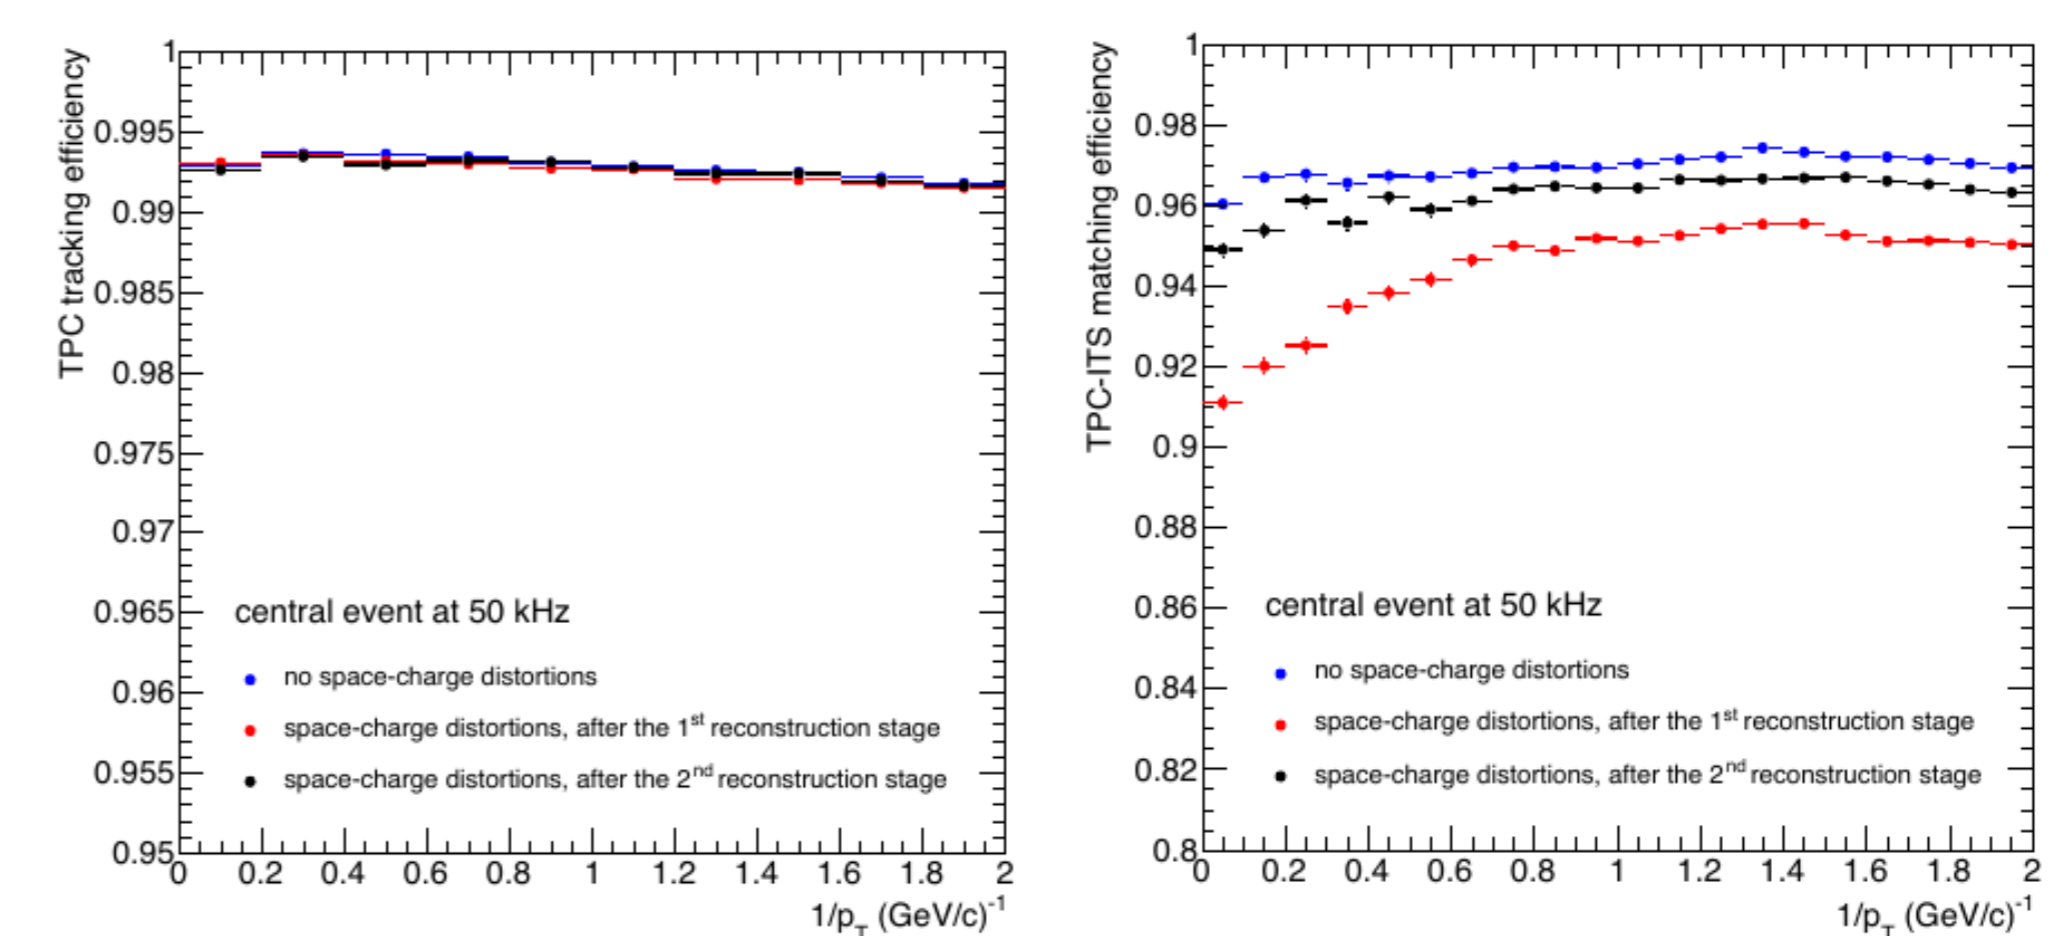 TPC tracking efficiency
1
0.995
0.99
0.985
0.98
0.975
0.97
0.965
0.96
0.955
0.95
central event at 50 kHz
no space-charge distortions
space-charge distortions, after the 1st reconstruction stage
space-charge distortions, after the 2nd reconstruction stage
0 0.2 0.4 0.6 0.8 1 1.2 1.4 1.6 1.8 2
1/pT (GeV/c)-1
TPC-ITS matching efficiency
1
0.98
0.96
0.94
0.92
0.9
0.88
0.86
0.84
0.82
0.8
central event at 50 kHz
no space-charge distortions
space-charge distortions, after the 1st reconstruction stage
space-charge distortions, after the 2nd reconstruction stage
0 0.2 0.4 0.6 0.8 1 1.2 1.4 1.6 1.8 2
1/pT (GeV/c)-1